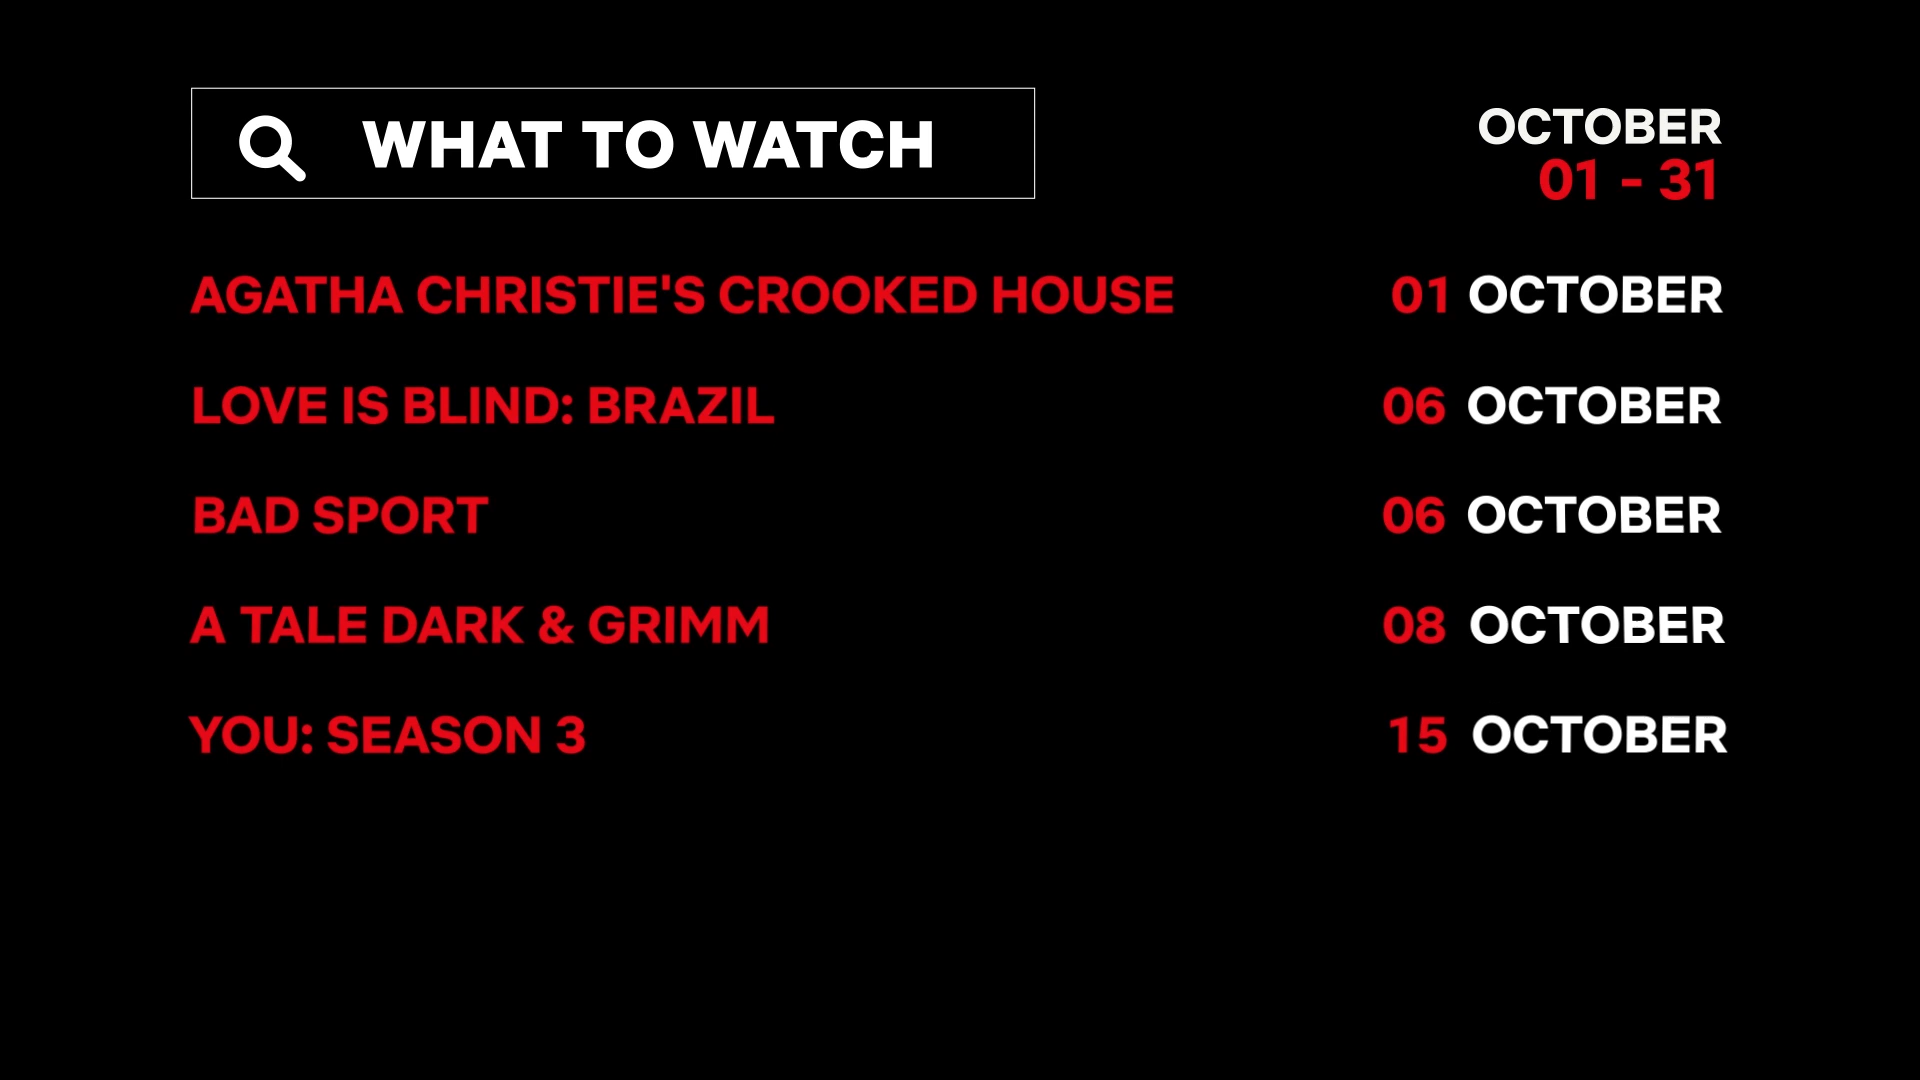 WHAT TO WATCH
OCTOBER
01 - 31
AGATHA CHRISTIE'S CROOKED HOUSE 01 OCTOBER
LOVE IS BLIND: BRAZIL 06 OCTOBER
BAD SPORT 06 OCTOBER
A TALE DARK & GRIMM 08 OCTOBER
YOU: SEASON 3 15 OCTOBER